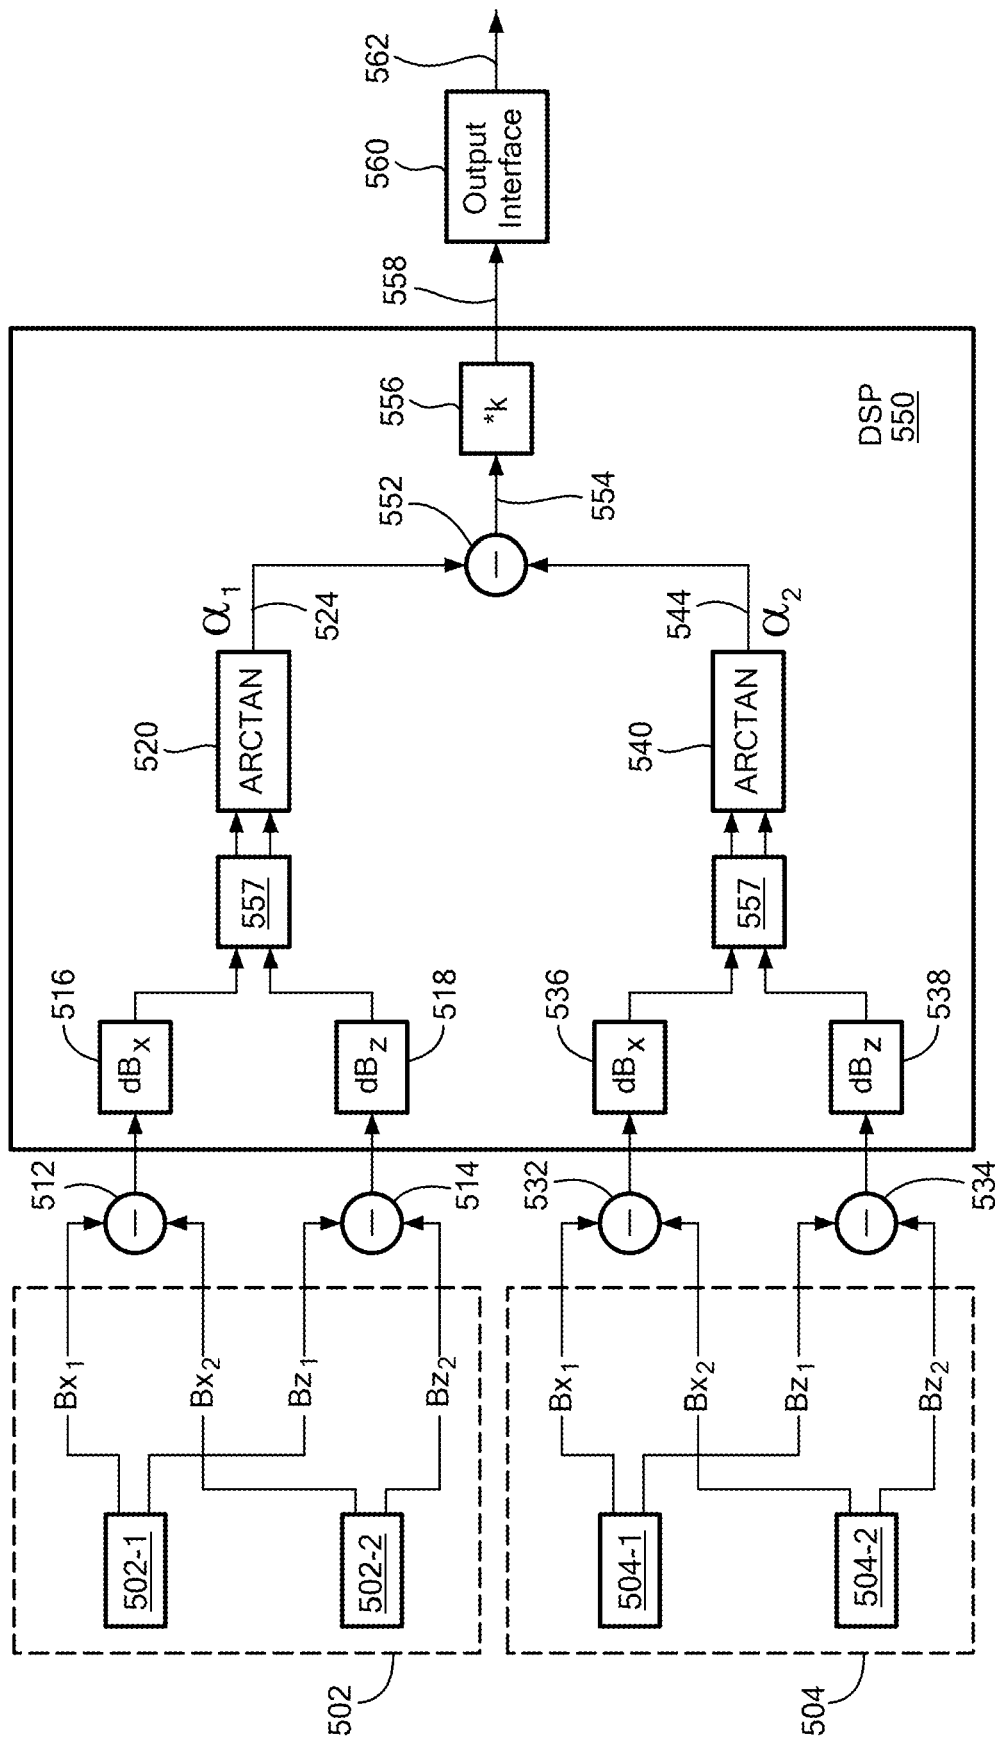 502
502-1
502-2
Bx1
Bx2
Bz1
Bz2
512
514
516
dBx
518
dBz
557
520
ARCTAN
α1
524
504
504-1
504-2
Bx1
Bx2
Bz1
Bz2
532
534
536
dBx
538
dBz
557
540
ARCTAN
544
α2
552
554
556
*k
DSP
550
558
560
Output
Interface
562